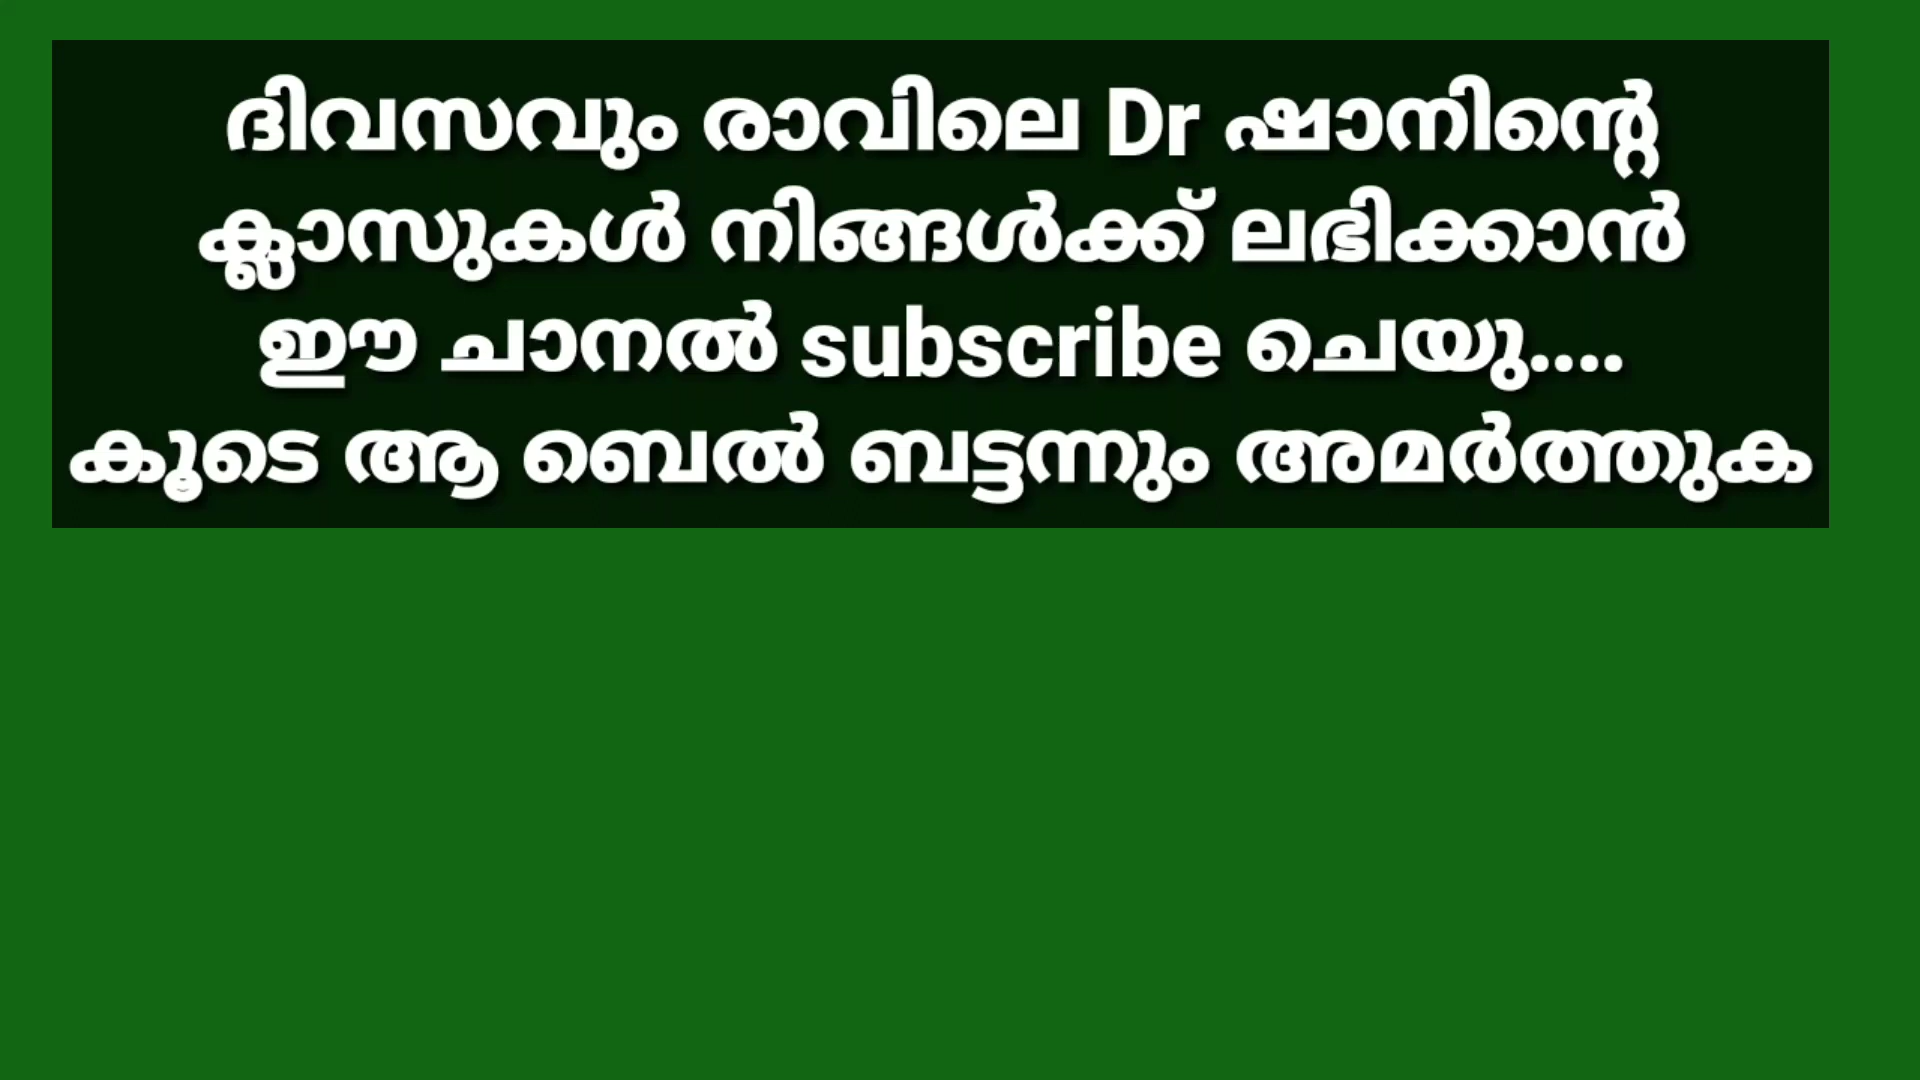 ദിവസവും രാവിലെ Dr ഷാനിന്റെ
ക്ലാസുകൾ നിങ്ങൾക്ക് ലഭിക്കാൻ
ഈ ചാനൽ subscribe ചെയു....
കൂടെ ആ ബെൽ ബട്ടന്നും അമർത്തുക